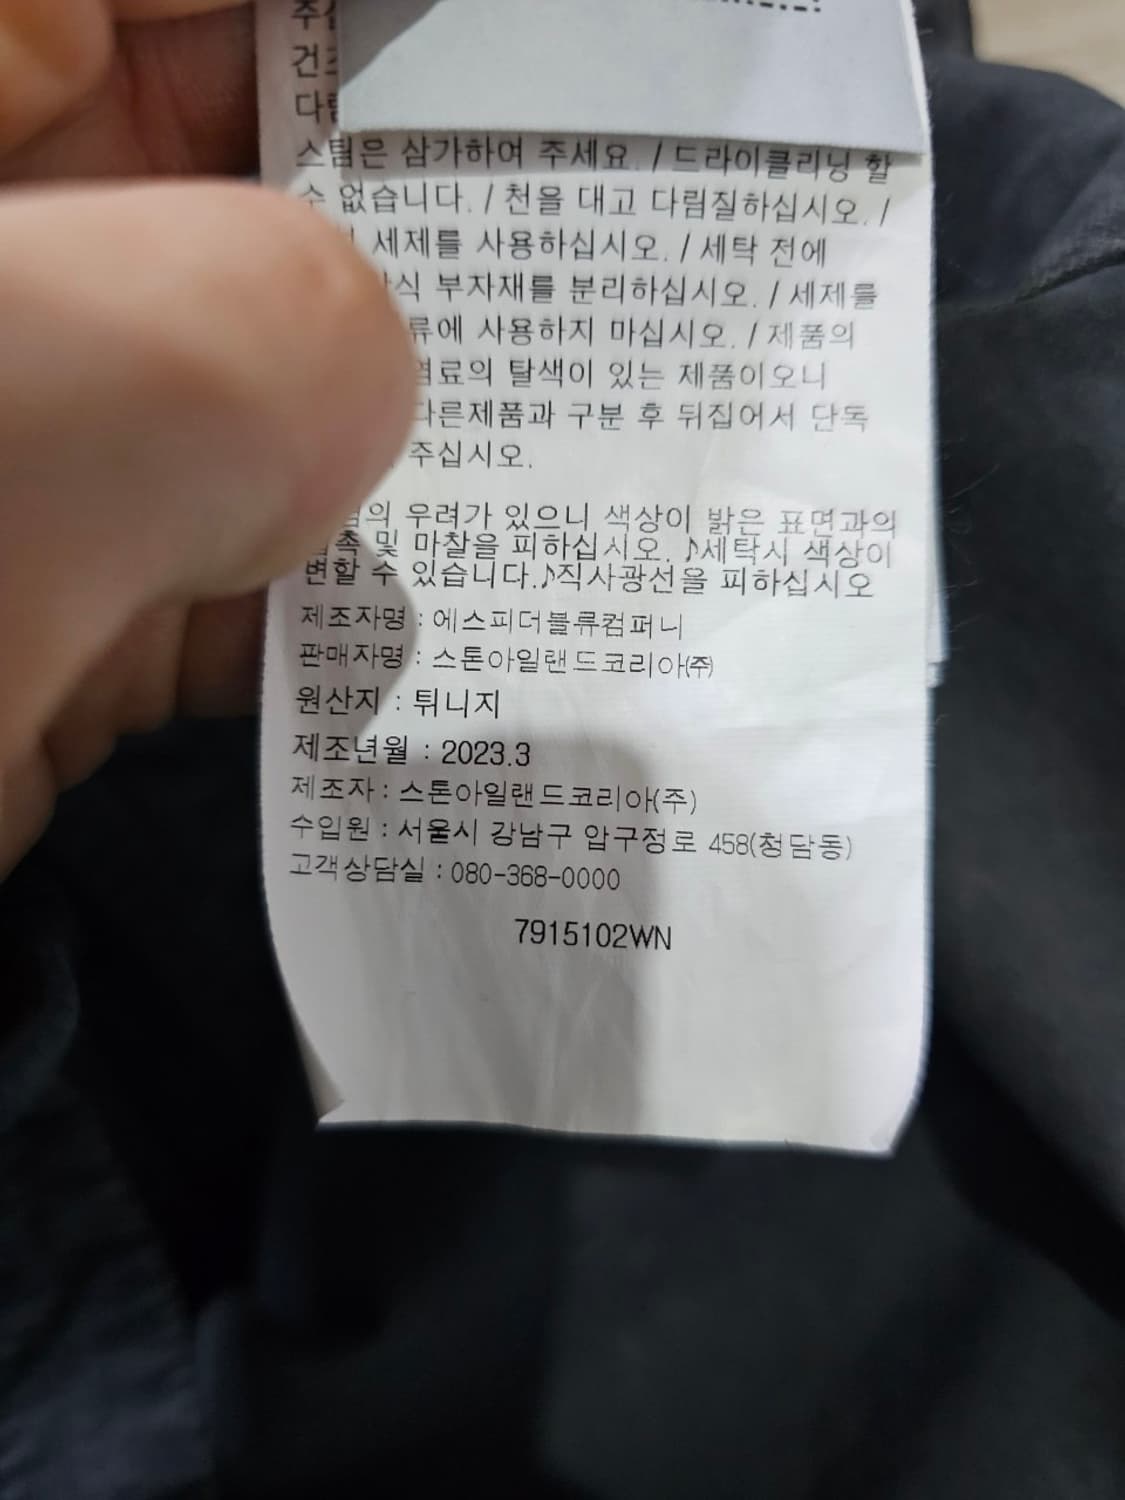 스팀은 삼가하여 주세요. / 드라이클리닝 할
수 없습니다. / 천을 대고 다림질하십시오. /
세제를 사용하십시오. / 세탁 전에
부자재를 분리하십시오. / 세제를
사용하지 마십시오. / 제품의
탈색이 있는 제품이오니
다른제품과 구분 후 뒤집어서 단독
주십시오.
우려가 있으니 색상이 밝은 표면과의
및 마찰을 피하십시오. ♪세탁시 색상이
변할 수 있습니다.♪직사광선을 피하십시오
제조자명 : 에스피더블류컴퍼니
판매자명 : 스톤아일랜드코리아(주)
원산지 : 튀니지
제조년월 : 2023.3
제조자 : 스톤아일랜드코리아(주)
수입원 : 서울시 강남구 압구정로 458(청담동)
고객상담실 : 080-368-0000
7915102WN